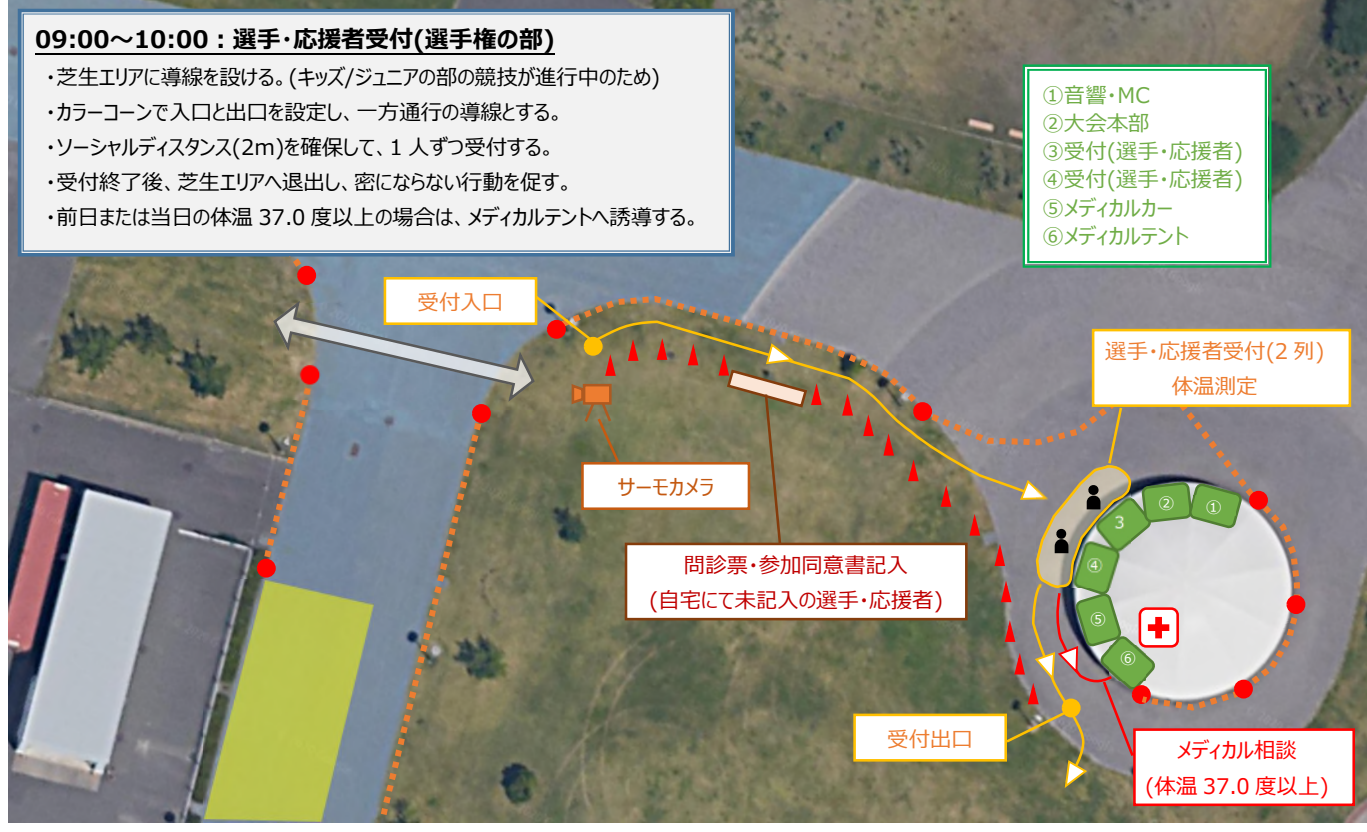 09:00～10:00：選手・応援者受付(選手権の部)
・芝生エリアに導線を設ける。(キッズ/ジュニアの部の競技が進行中のため)
・カラーコーンで入口と出口を設定し、一方通行の導線とする。
・ソーシャルディスタンス(2m)を確保して、1人ずつ受付する。
・受付終了後、芝生エリアへ退出し、密にならない行動を促す。
・前日または当日の体温 37.0 度以上の場合は、メディカルテントへ誘導する。
①音響・MC
②大会本部
③受付(選手・応援者)
④受付(選手・応援者)
⑤メディカルカー
⑥メディカルテント
受付入口
選手・応援者受付(2列)
体温測定
サーモカメラ
問診票・参加同意書記入
(自宅にて未記入の選手・応援者)
①
②
3
④
⑤
⑥
受付出口
メディカル相談
(体温 37.0 度以上)